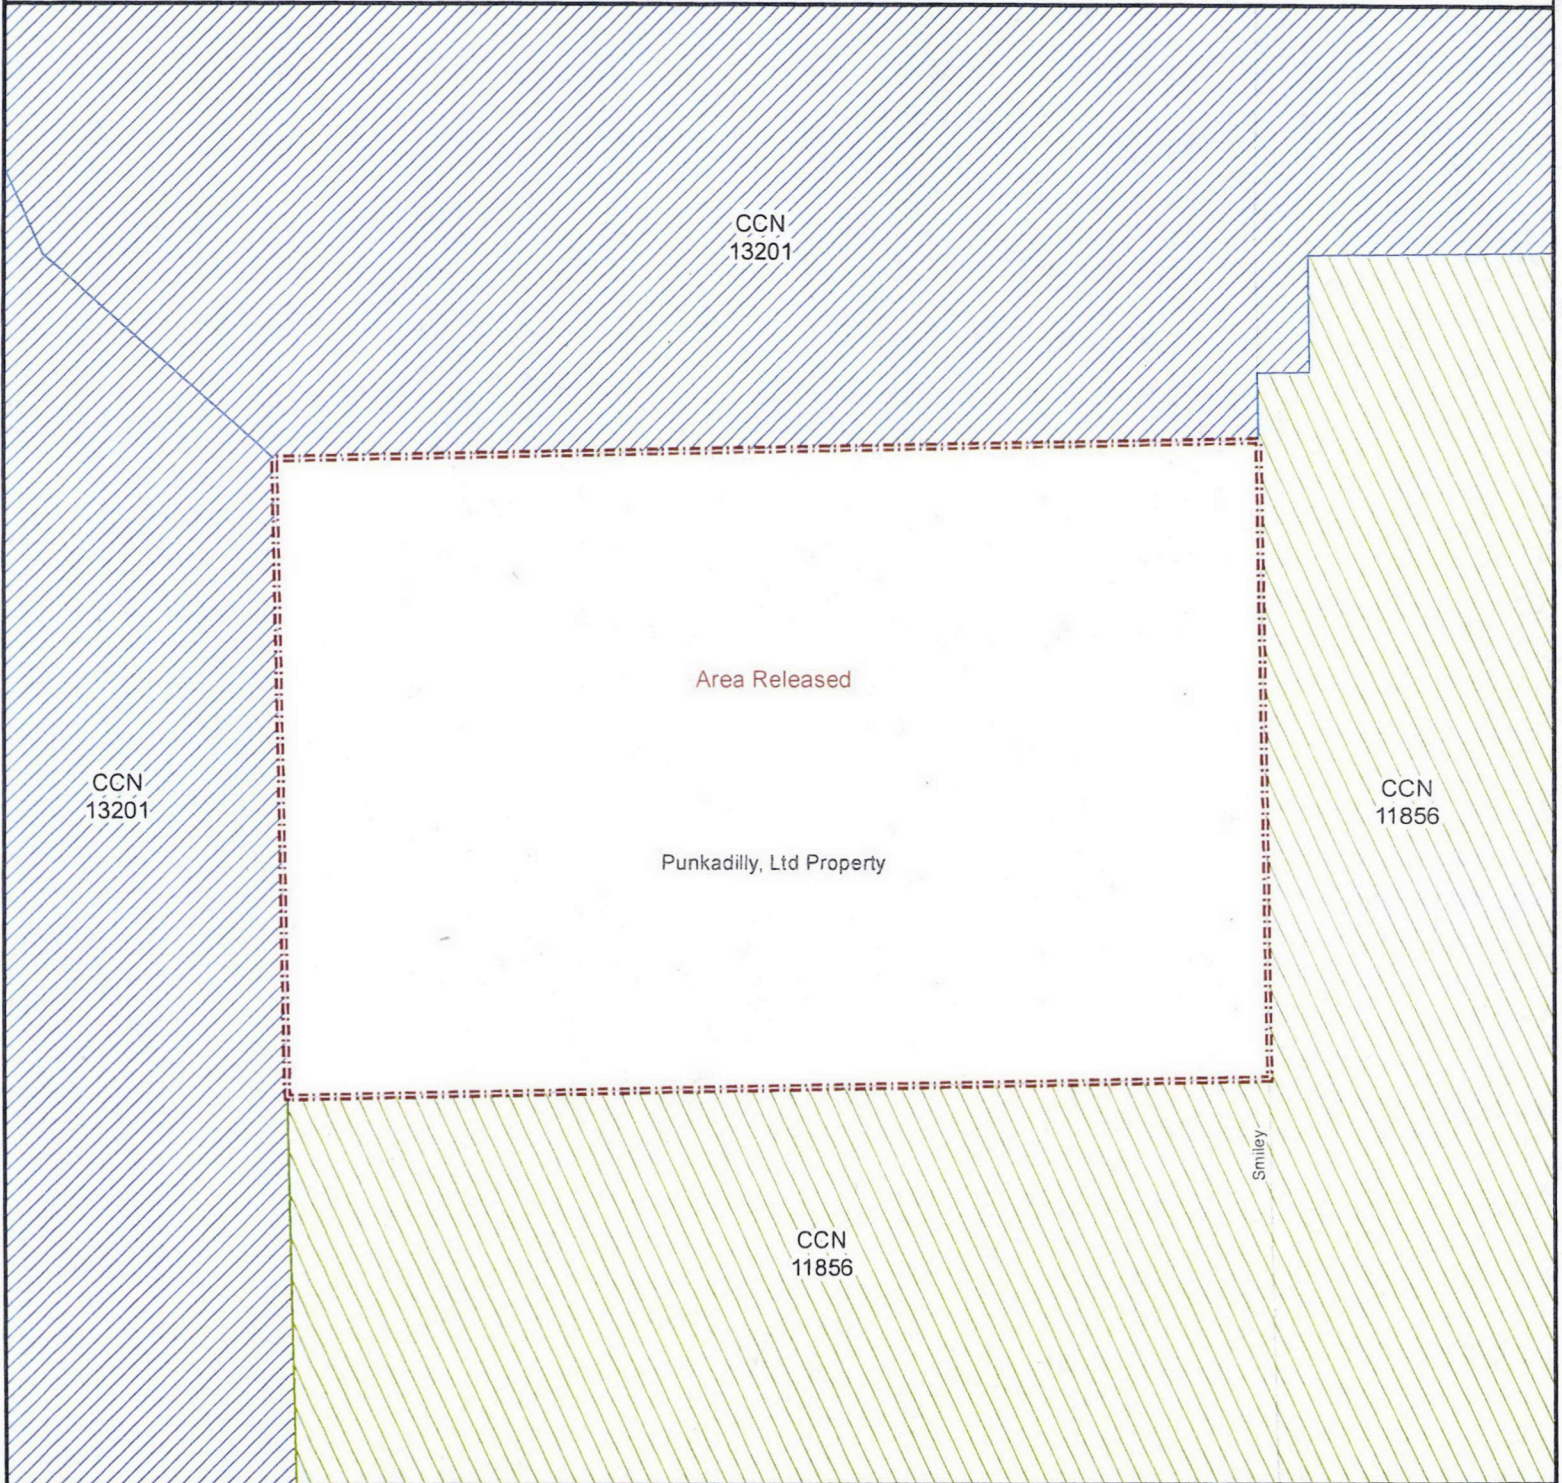 CCN
13201
Area Released
CCN
13201
CCN
11856
Punkadilly, Ltd Property
Smiley
CCN
11856